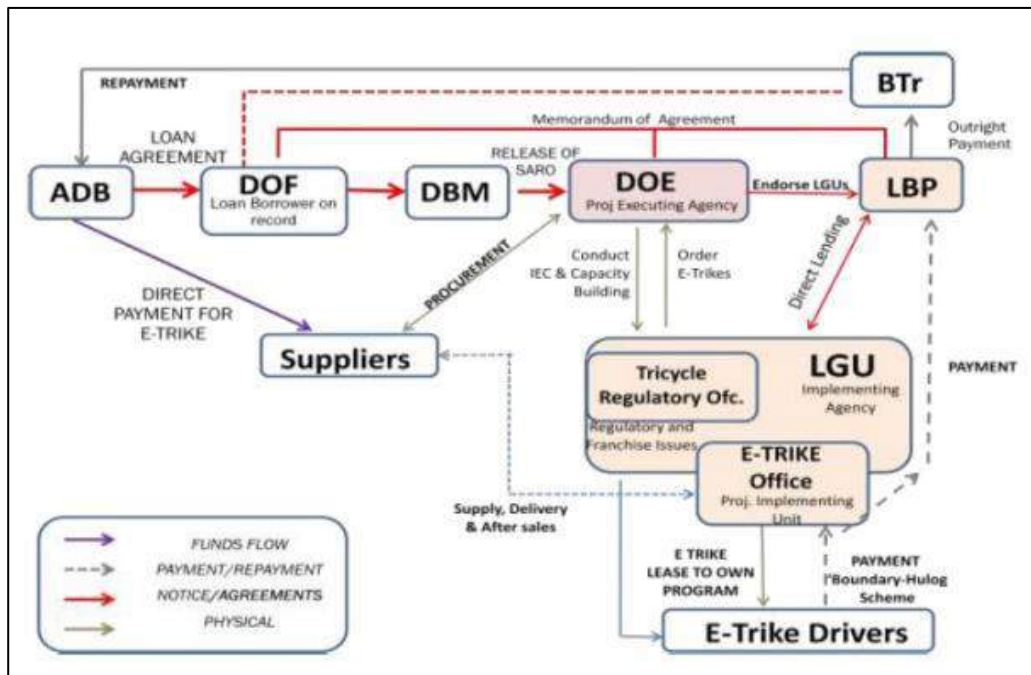 REPAYMENT
BTr
Memorandum of Agreement
Outright
Payment
LOAN
AGREEMENT
RELEASE OF
SARO
ADB
DOF
Loan Borrower on
record
DBM
DOE
Proj Executing Agency
Endorse LGUs
LBP
PROCUREMENT
Conduct
IEC & Capacity
Building
Order
E-Trikes
Direct Lending
DIRECT
PAYMENT FOR
E-TRIKE
Suppliers
PAYMENT
Tricycle
Regulatory Ofc.
Regulatory and
Franchise Issues
LGU
Implementing
Agency
E-TRIKE
Office
Proj. Implementing
Unit
Supply, Delivery
& After sales
E TRIKE
LEASE TO OWN
PROGRAM
PAYMENT
'Boundary-Hulog
Scheme
E-Trike Drivers
FUNDS FLOW
PAYMENT/REPAYMENT
NOTICE/AGREEMENTS
PHYSICAL